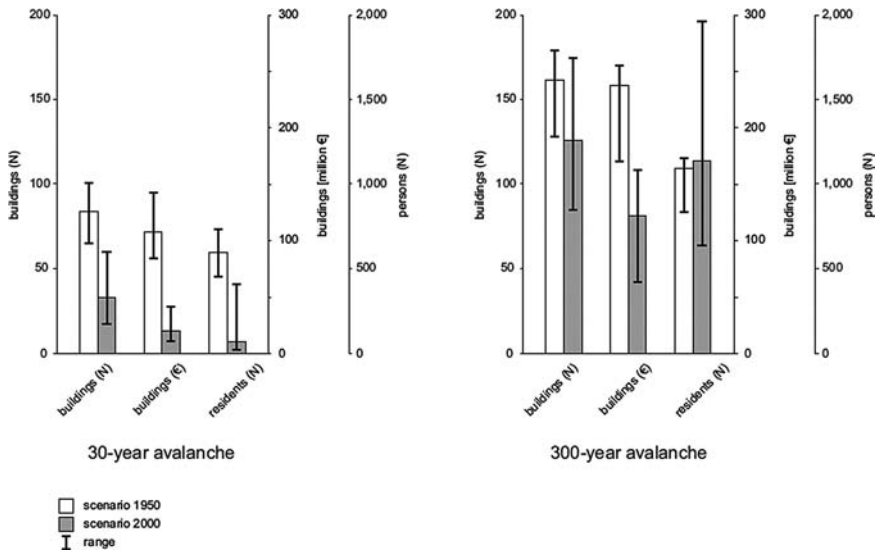 200
150
100
50
0
buildings (N)
300
200
100
0
buildings [million €]
2,000
1,500
1,000
500
0
persons (N)
buildings (N)
buildings (€)
residents (N)
30-year avalanche
200
150
100
50
0
buildings (N)
300
200
100
0
buildings [million €]
2,000
1,500
1,000
500
0
persons (N)
buildings (N)
buildings (€)
residents (N)
300-year avalanche
scenario 1950
scenario 2000
range